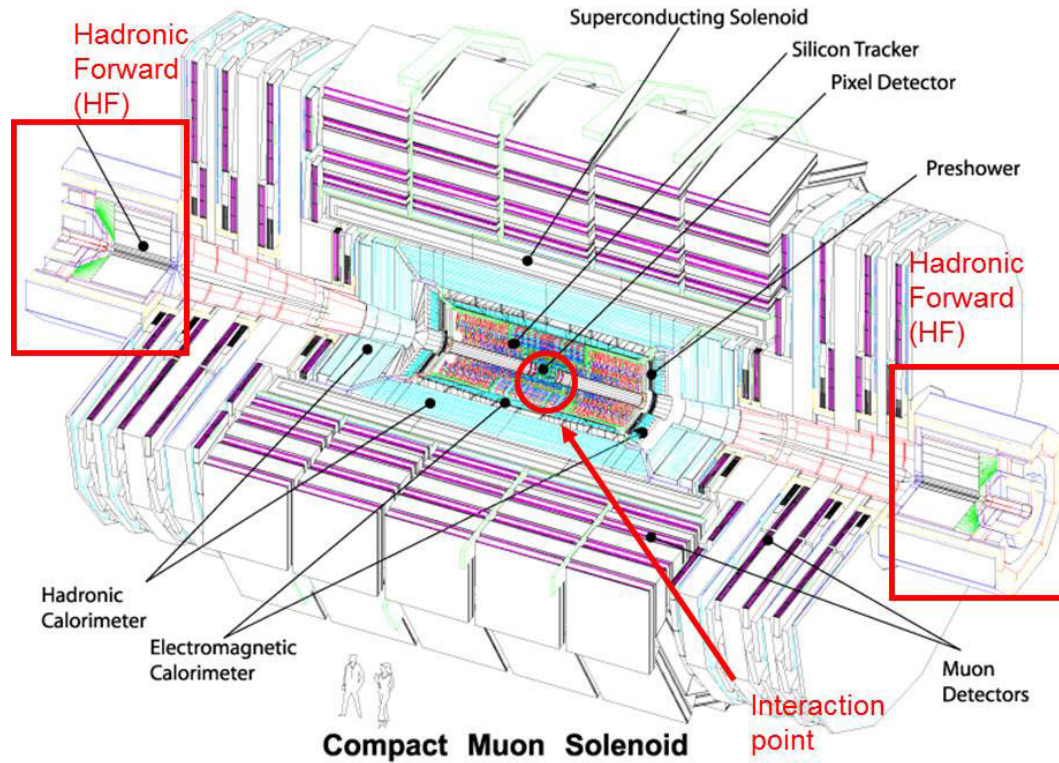 Superconducting Solenoid
Silicon Tracker
Pixel Detector
Hadronic
Forward
(HF)
Preshower
Hadronic
Forward
(HF)
Hadronic
Calorimeter
Electromagnetic
Calorimeter
Muon
Detectors
Interaction
point
Compact Muon Solenoid